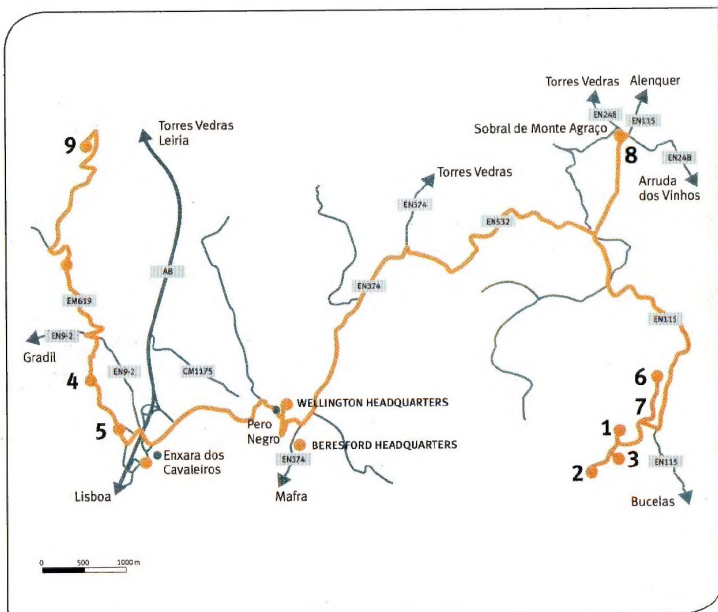 Torres Vedras
Alenquer
EN248
EN115
Sobral de Monte Agraço
8
EN248
Arruda
dos Vinhos
9
Torres Vedras
Leiria
Torres Vedras
EN374
EN532
A8
EM619
EN374
EN115
EN9-2
Gradil
EN9-2
CM1175
4
6
WELLINGTON HEADQUARTERS
7
Pero
Negro
5
1
BERESFORD HEADQUARTERS
Enxara dos
Cavaleiros
EN374
3
EN115
2
Lisboa
Mafra
Bucelas
0 500 1000 m